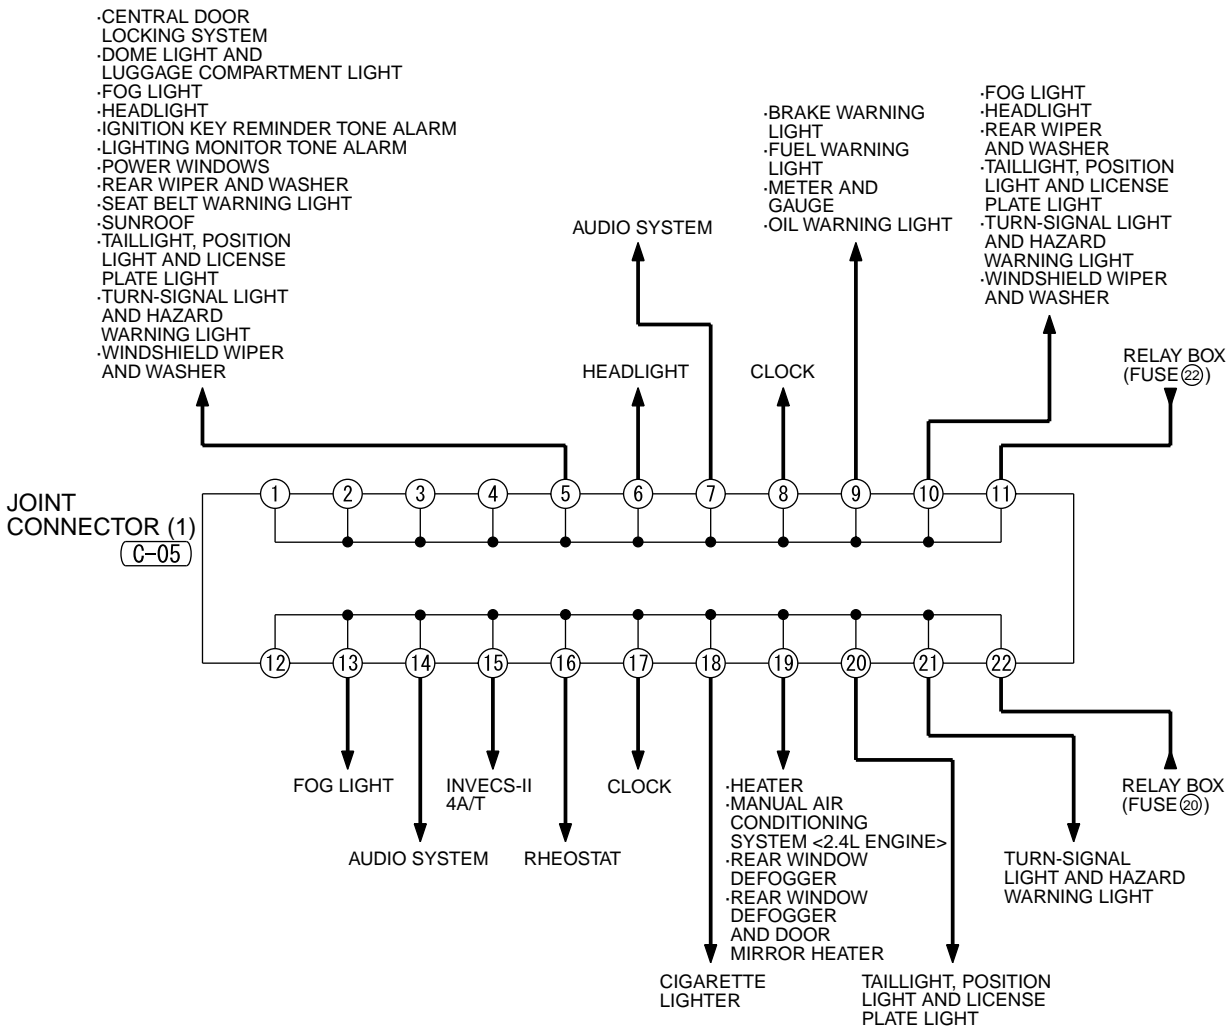 ·CENTRAL DOOR
LOCKING SYSTEM
·DOME LIGHT AND
LUGGAGE COMPARTMENT LIGHT
·FOG LIGHT
·HEADLIGHT
·IGNITION KEY REMINDER TONE ALARM
·LIGHTING MONITOR TONE ALARM
·POWER WINDOWS
·REAR WIPER AND WASHER
·SEAT BELT WARNING LIGHT
·SUNROOF
·TAILLIGHT, POSITION
LIGHT AND LICENSE
PLATE LIGHT
·TURN-SIGNAL LIGHT
AND HAZARD
WARNING LIGHT
·WINDSHIELD WIPER
AND WASHER
HEADLIGHT
AUDIO SYSTEM
CLOCK
·BRAKE WARNING
LIGHT
·FUEL WARNING
LIGHT
·METER AND
GAUGE
·OIL WARNING LIGHT
·FOG LIGHT
·HEADLIGHT
·REAR WIPER
AND WASHER
·TAILLIGHT, POSITION
LIGHT AND LICENSE
PLATE LIGHT
·TURN-SIGNAL LIGHT
AND HAZARD
WARNING LIGHT
·WINDSHIELD WIPER
AND WASHER
RELAY BOX
(FUSE㉒)
JOINT
CONNECTOR (1)
C-05
1 2 3 4 5 6 7 8 9 10 11
12 13 14 15 16 17 18 19 20 21 22
FOG LIGHT
AUDIO SYSTEM
INVECS-II
4A/T
RHEOSTAT
CLOCK
CIGARETTE
LIGHTER
·HEATER
·MANUAL AIR
CONDITIONING
SYSTEM <2.4L ENGINE>
·REAR WINDOW
DEFOGGER
·REAR WINDOW
DEFOGGER
AND DOOR
MIRROR HEATER
TAILLIGHT, POSITION
LIGHT AND LICENSE
PLATE LIGHT
TURN-SIGNAL
LIGHT AND HAZARD
WARNING LIGHT
RELAY BOX
(FUSE⑳)